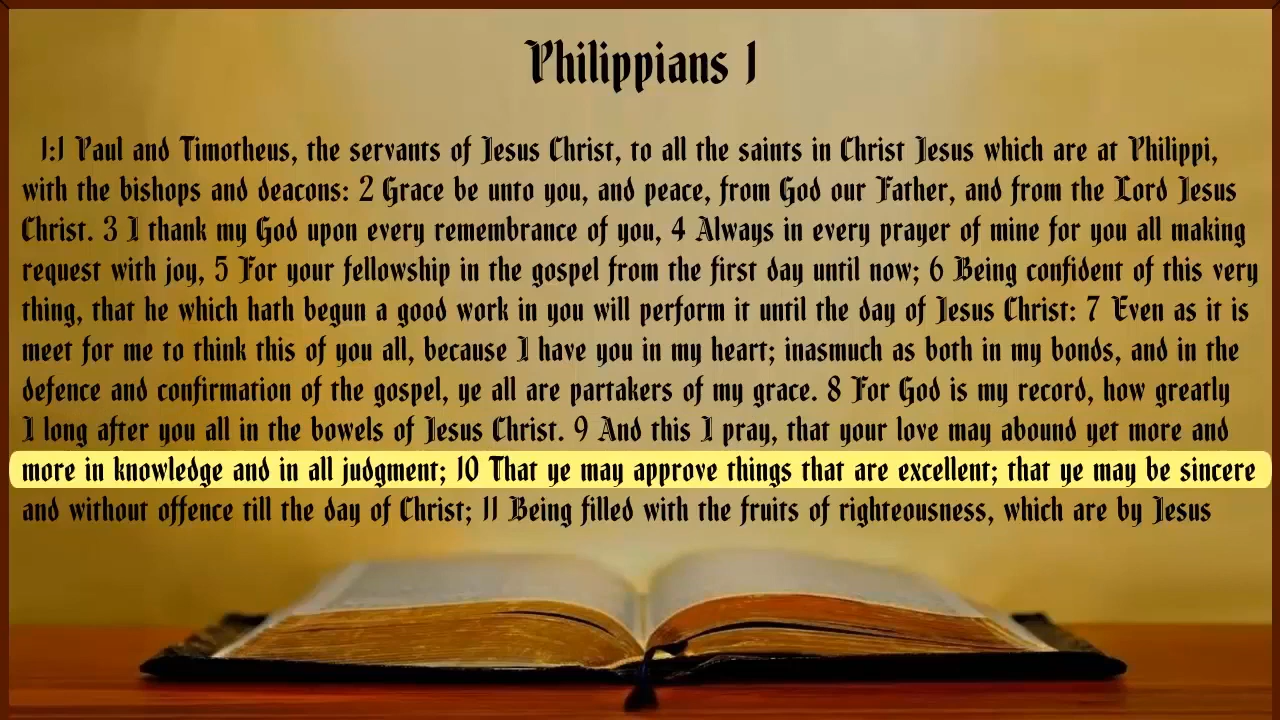 Philippians 1
1:1 Paul and Timotheus, the servants of Jesus Christ, to all the saints in Christ Jesus which are at Philippi,
with the bishops and deacons: 2 Grace be unto you, and peace, from God our Father, and from the Lord Jesus
Christ. 3 I thank my God upon every remembrance of you, 4 Always in every prayer of mine for you all making
request with joy, 5 For your fellowship in the gospel from the first day until now; 6 Being confident of this very
thing, that he which hath begun a good work in you will perform it until the day of Jesus Christ: 7 Even as it is
meet for me to think this of you all, because I have you in my heart; inasmuch as both in my bonds, and in the
defence and confirmation of the gospel, ye all are partakers of my grace. 8 For God is my record, how greatly
I long after you all in the bowels of Jesus Christ. 9 And this I pray, that your love may abound yet more and
more in knowledge and in all judgment; 10 That ye may approve things that are excellent; that ye may be sincere
and without offence till the day of Christ; 11 Being filled with the fruits of righteousness, which are by Jesus